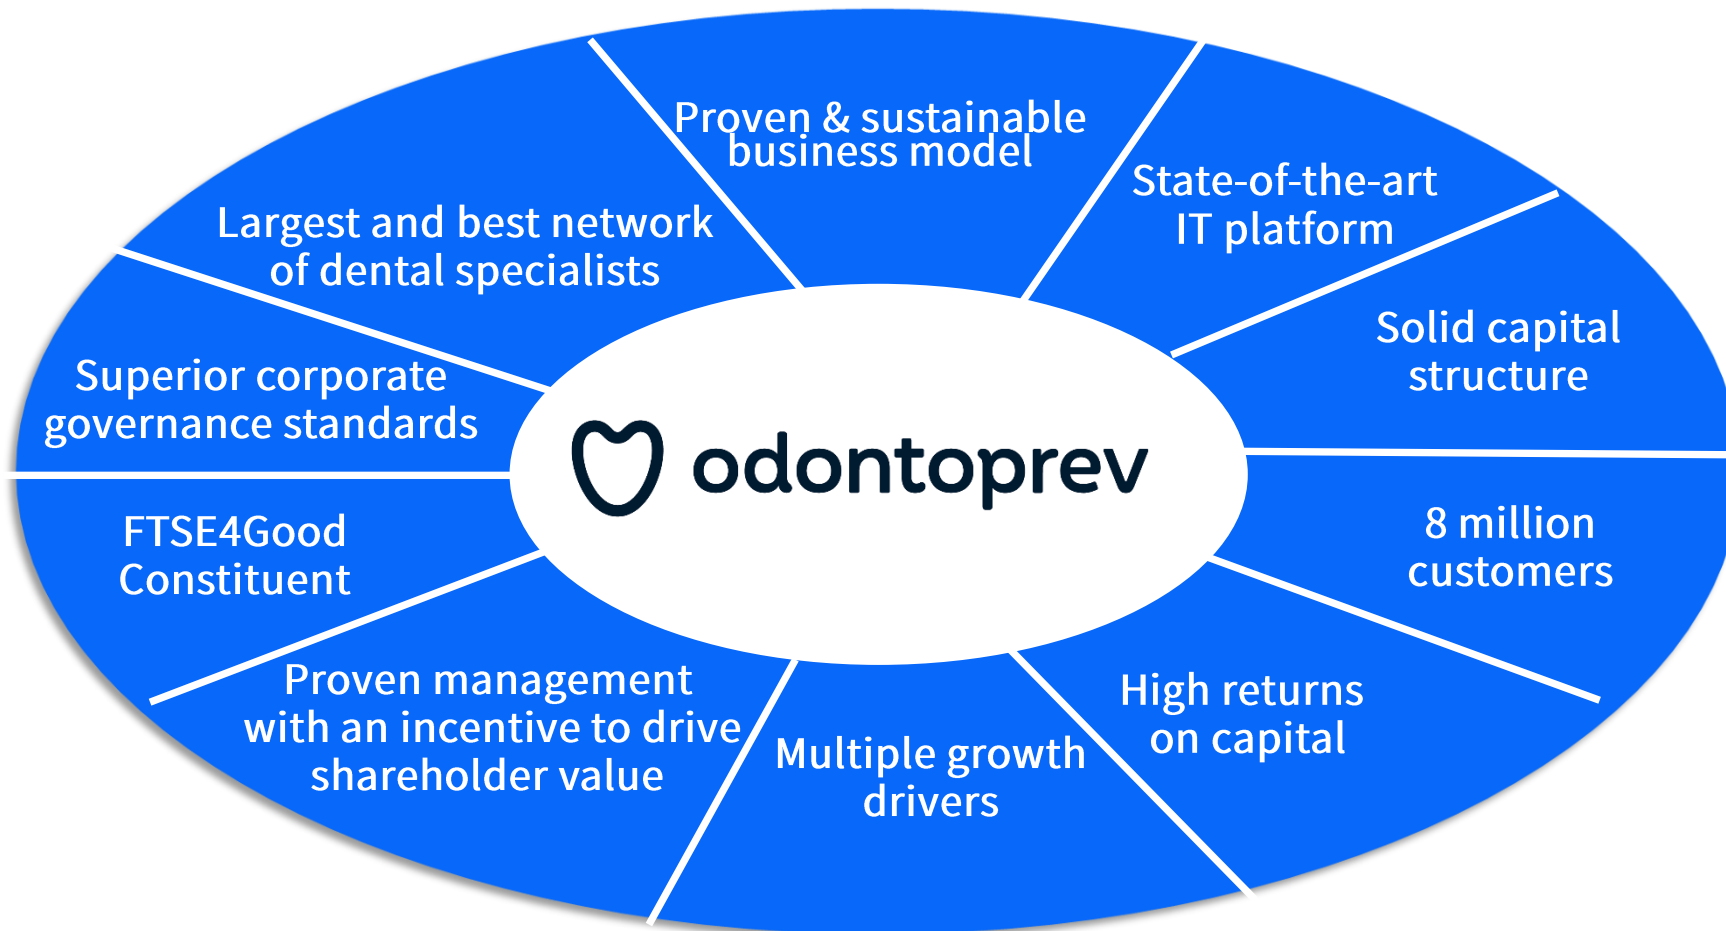 Proven & sustainable
business model
State-of-the-art
IT platform
Solid capital
structure
8 million
customers
High returns
on capital
Multiple growth
drivers
Proven management
with an incentive to drive
shareholder value
FTSE4Good
Constituent
Superior corporate
governance standards
Largest and best network
of dental specialists
odontoprev